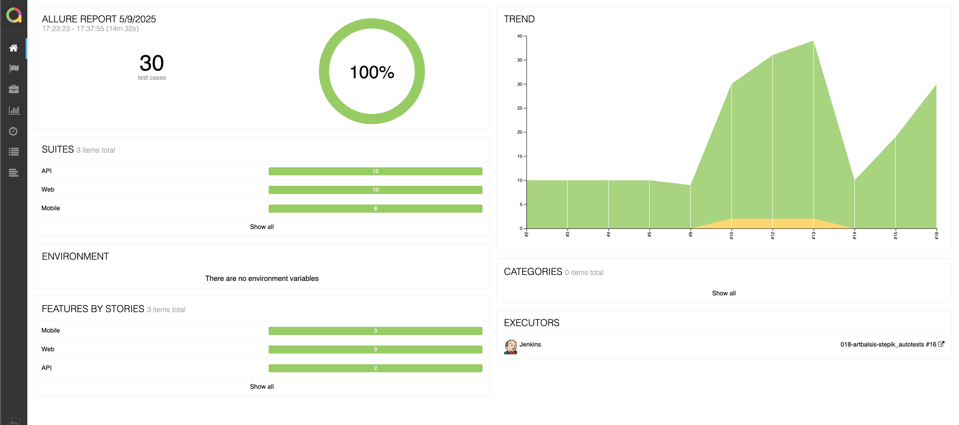 ALLURE REPORT 5/9/2025
17:23:23 - 17:37:55 (14m 32s)
30
test cases
100%
SUITES 3 items total
API 12
Web 10
Mobile 8
Show all
ENVIRONMENT
There are no environment variables
FEATURES BY STORIES 3 items total
Mobile 3
Web 3
API 2
Show all
TREND
40
35
30
25
20
15
10
5
0
#2
#3
#4
#5
#10
#12
#13
#14
#15
#16
CATEGORIES 0 items total
Show all
EXECUTORS
Jenkins
018-artbalsis-stepik_autotests #16